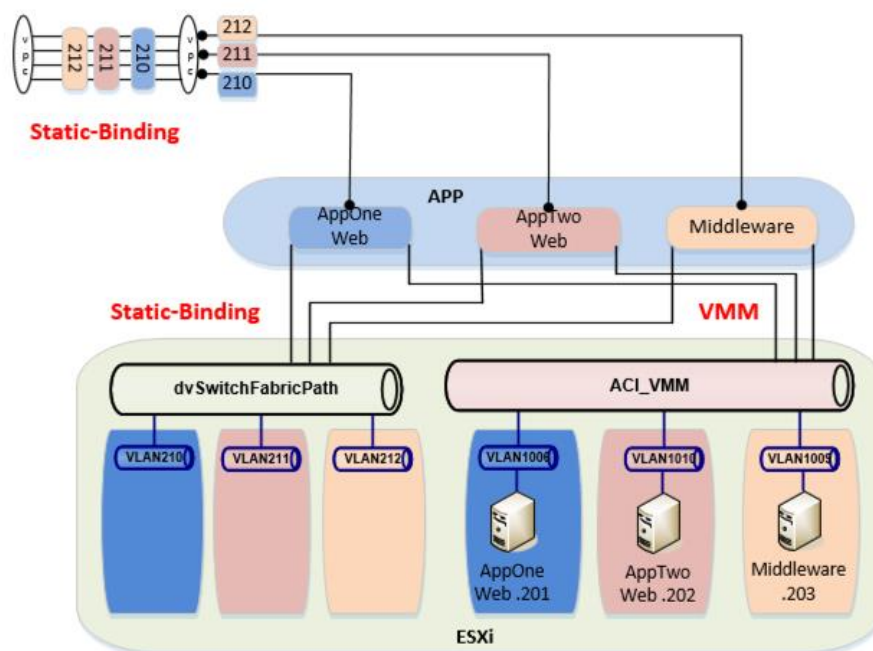 v
p
c
212
211
210
v
p
c
212
211
210
Static-Binding
APP
AppOne
Web
AppTwo
Web
Middleware
Static-Binding
VMM
dvSwitchFabricPath
ACI_VMM
VLAN210
VLAN211
VLAN212
VLAN1006
VLAN1010
VLAN1009
AppOne
Web .201
AppTwo
Web .202
Middleware
.203
ESXi